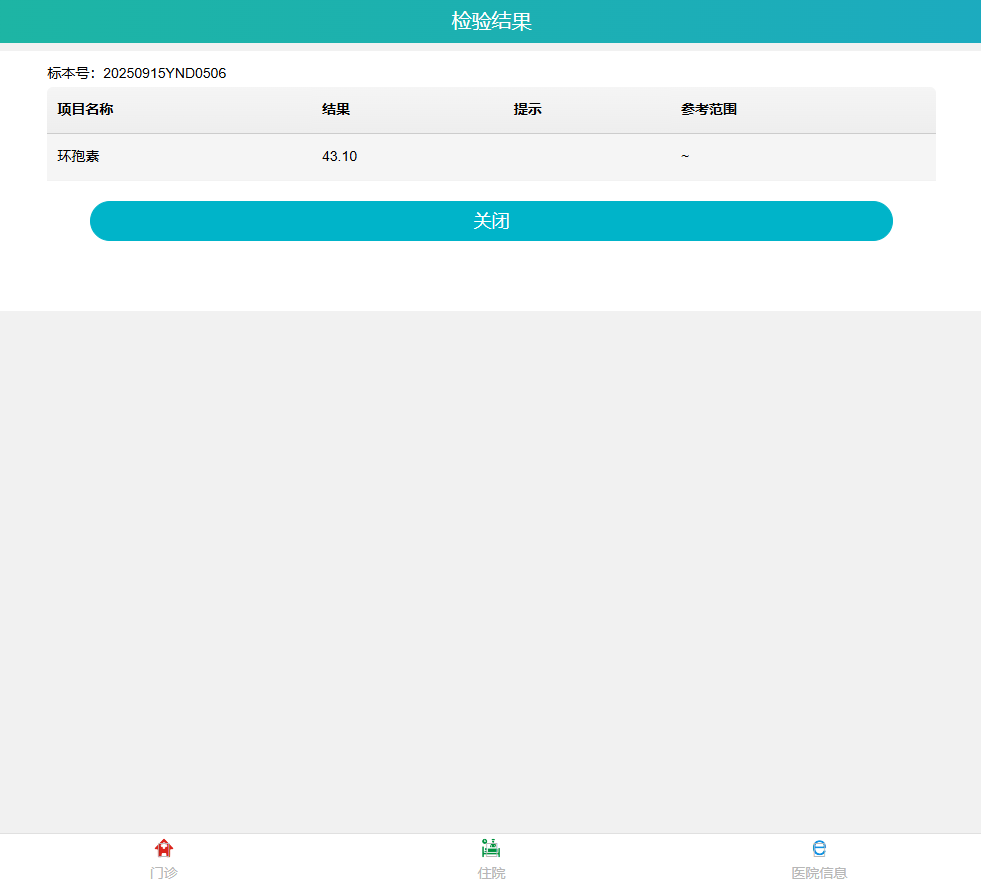 检验结果
标本号：20250915YND0506
项目名称 结果 提示 参考范围
环孢素 43.10 ~
关闭
门诊 住院 医院信息